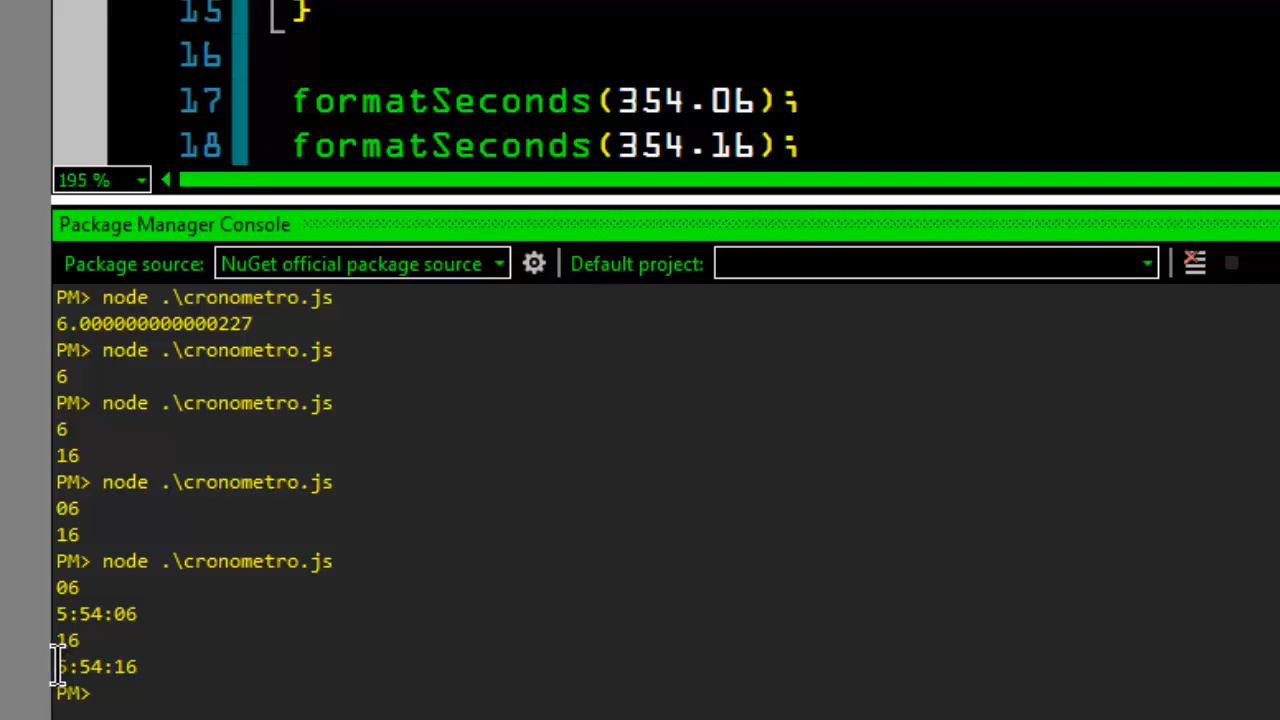 15 }
16
17 formatSeconds(354.06);
18 formatSeconds(354.16);
195 %
Package Manager Console
Package source: NuGet official package source Default project:
PM> node .\cronometro.js
6.000000000000227
PM> node .\cronometro.js
6
PM> node .\cronometro.js
6
16
PM> node .\cronometro.js
06
16
PM> node .\cronometro.js
06
5:54:06
16
5:54:16
PM>